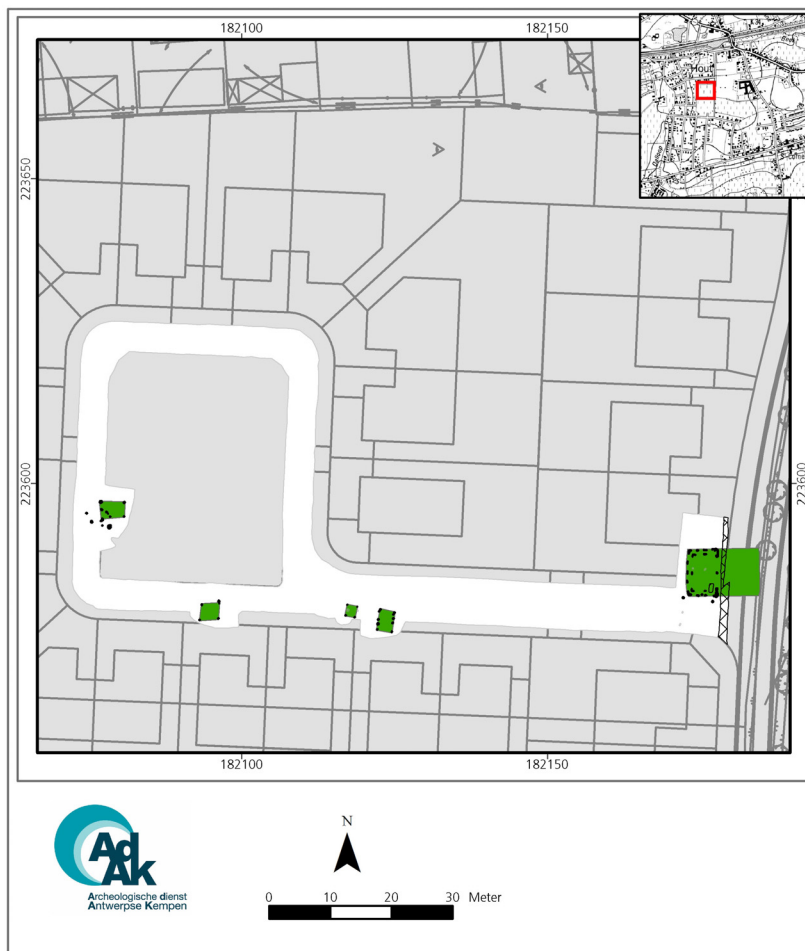 182100 182150
Hout
223650
223600 223600
182100 182150
AdAk
Archeologische dienst
Antwerpse Kempen
N
0 10 20 30 Meter